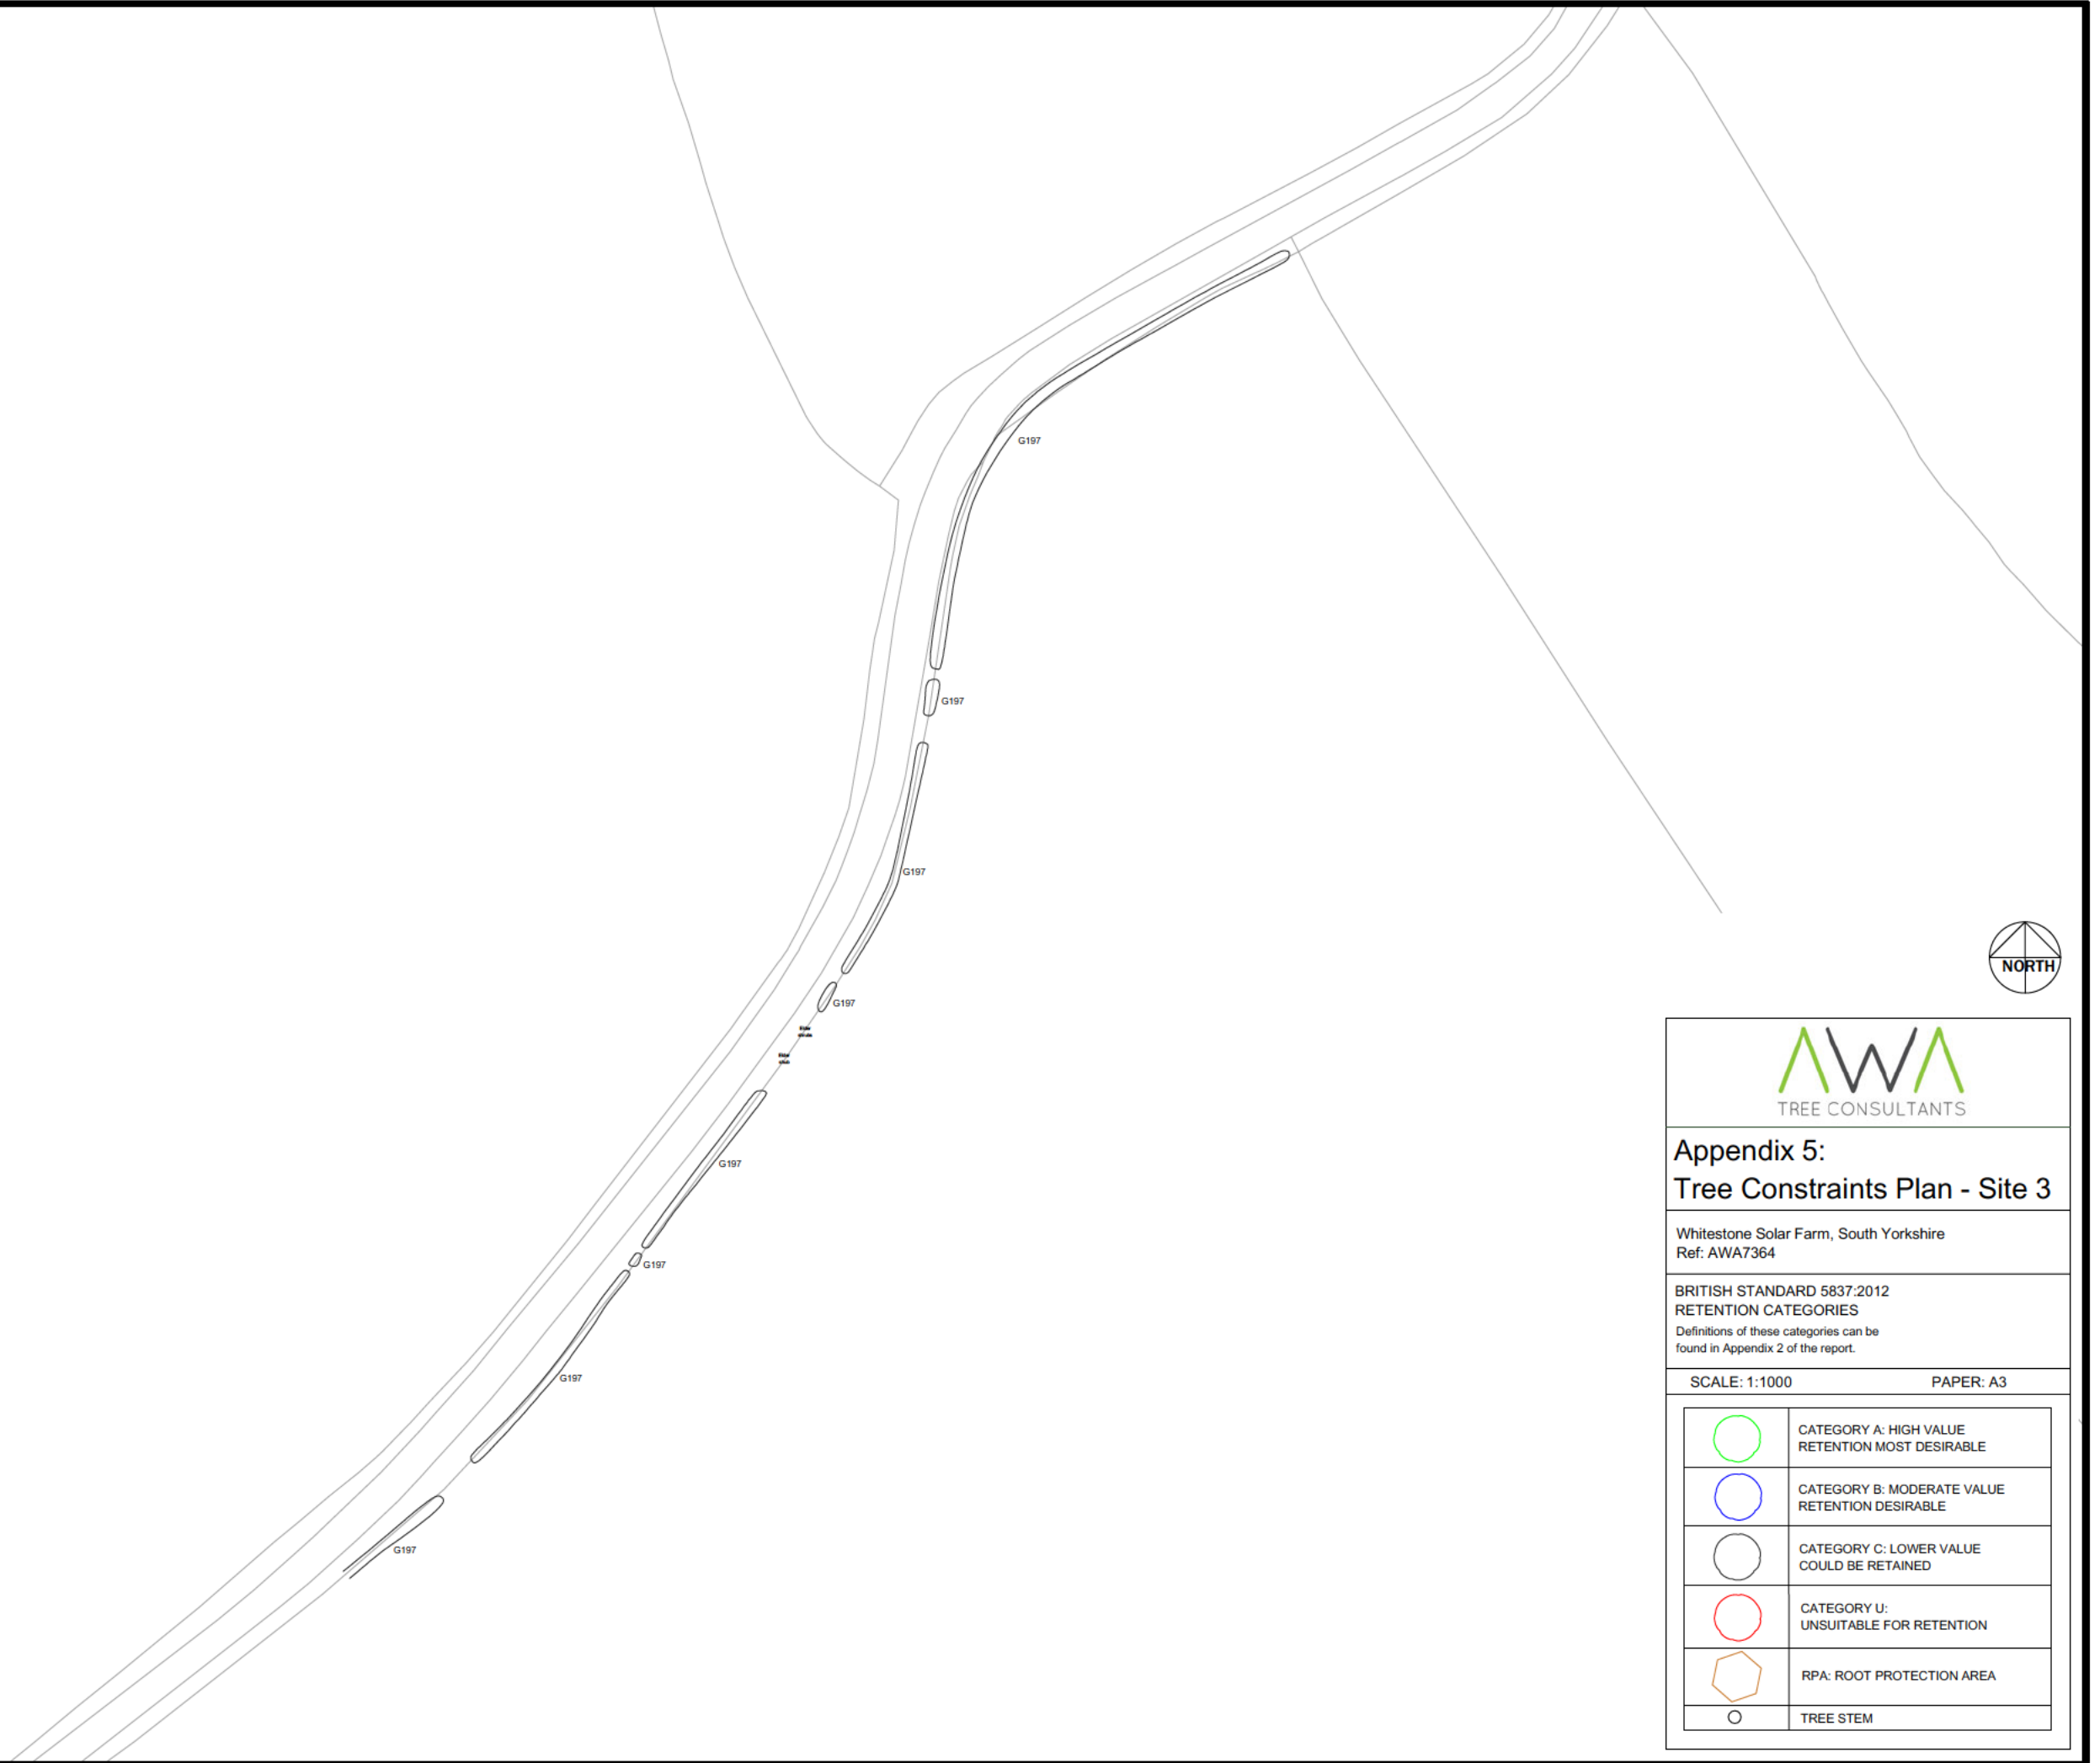 G197
G197
G197
G197
G197
G197
G197
G197
NORTH
AWA
TREE CONSULTANTS
Appendix 5:
Tree Constraints Plan - Site 3
Whitestone Solar Farm, South Yorkshire
Ref: AWA7364
BRITISH STANDARD 5837:2012
RETENTION CATEGORIES
Definitions of these categories can be
found in Appendix 2 of the report.
SCALE: 1:1000 PAPER: A3
CATEGORY A: HIGH VALUE
RETENTION MOST DESIRABLE
CATEGORY B: MODERATE VALUE
RETENTION DESIRABLE
CATEGORY C: LOWER VALUE
COULD BE RETAINED
CATEGORY U:
UNSUITABLE FOR RETENTION
RPA: ROOT PROTECTION AREA
TREE STEM